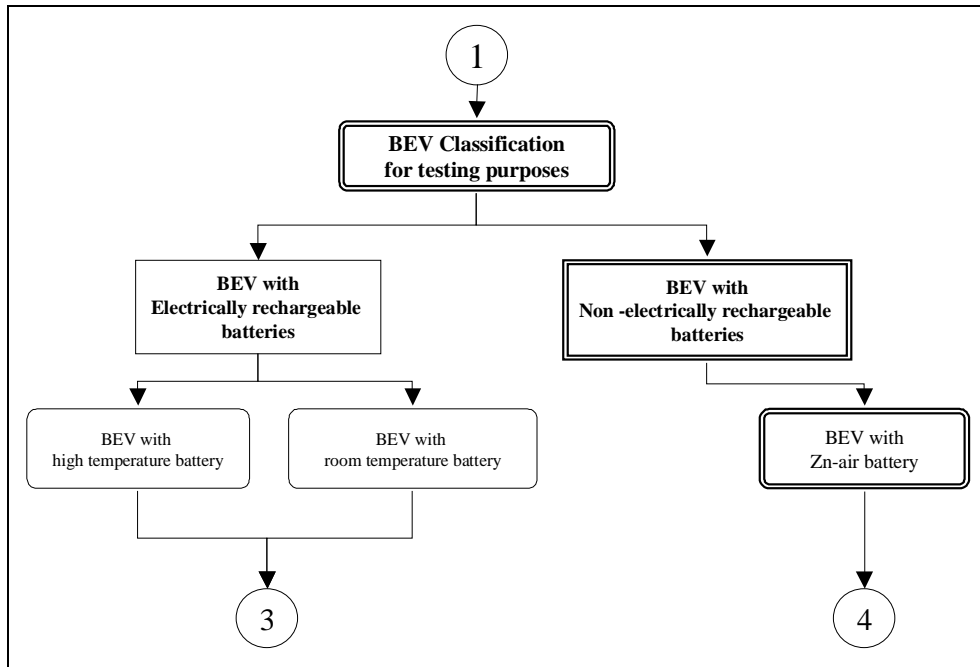 1
BEV Classification
for testing purposes
BEV with
Electrically rechargeable
batteries
BEV with
Non -electrically rechargeable
batteries
BEV with
high temperature battery
BEV with
room temperature battery
BEV with
Zn-air battery
3
4